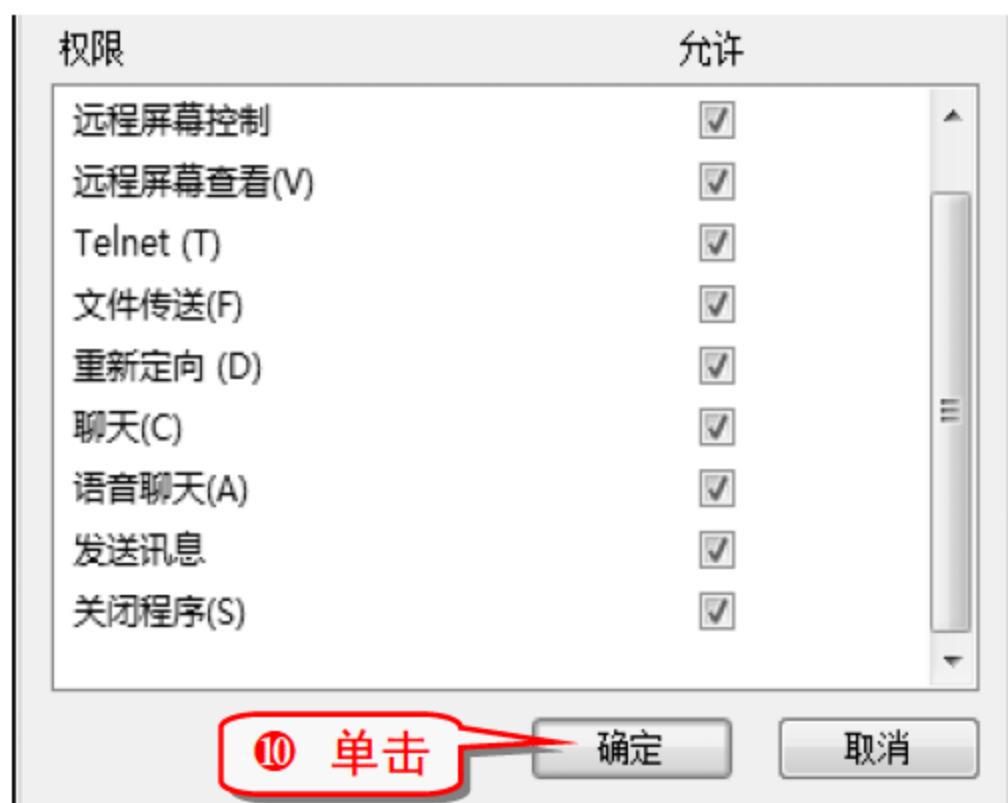 权限 允许
远程屏幕控制
远程屏幕查看(V)
Telnet (T)
文件传送(F)
重新定向 (D)
聊天(C)
语音聊天(A)
发送讯息
关闭程序(S)
❿ 单击 确定 取消